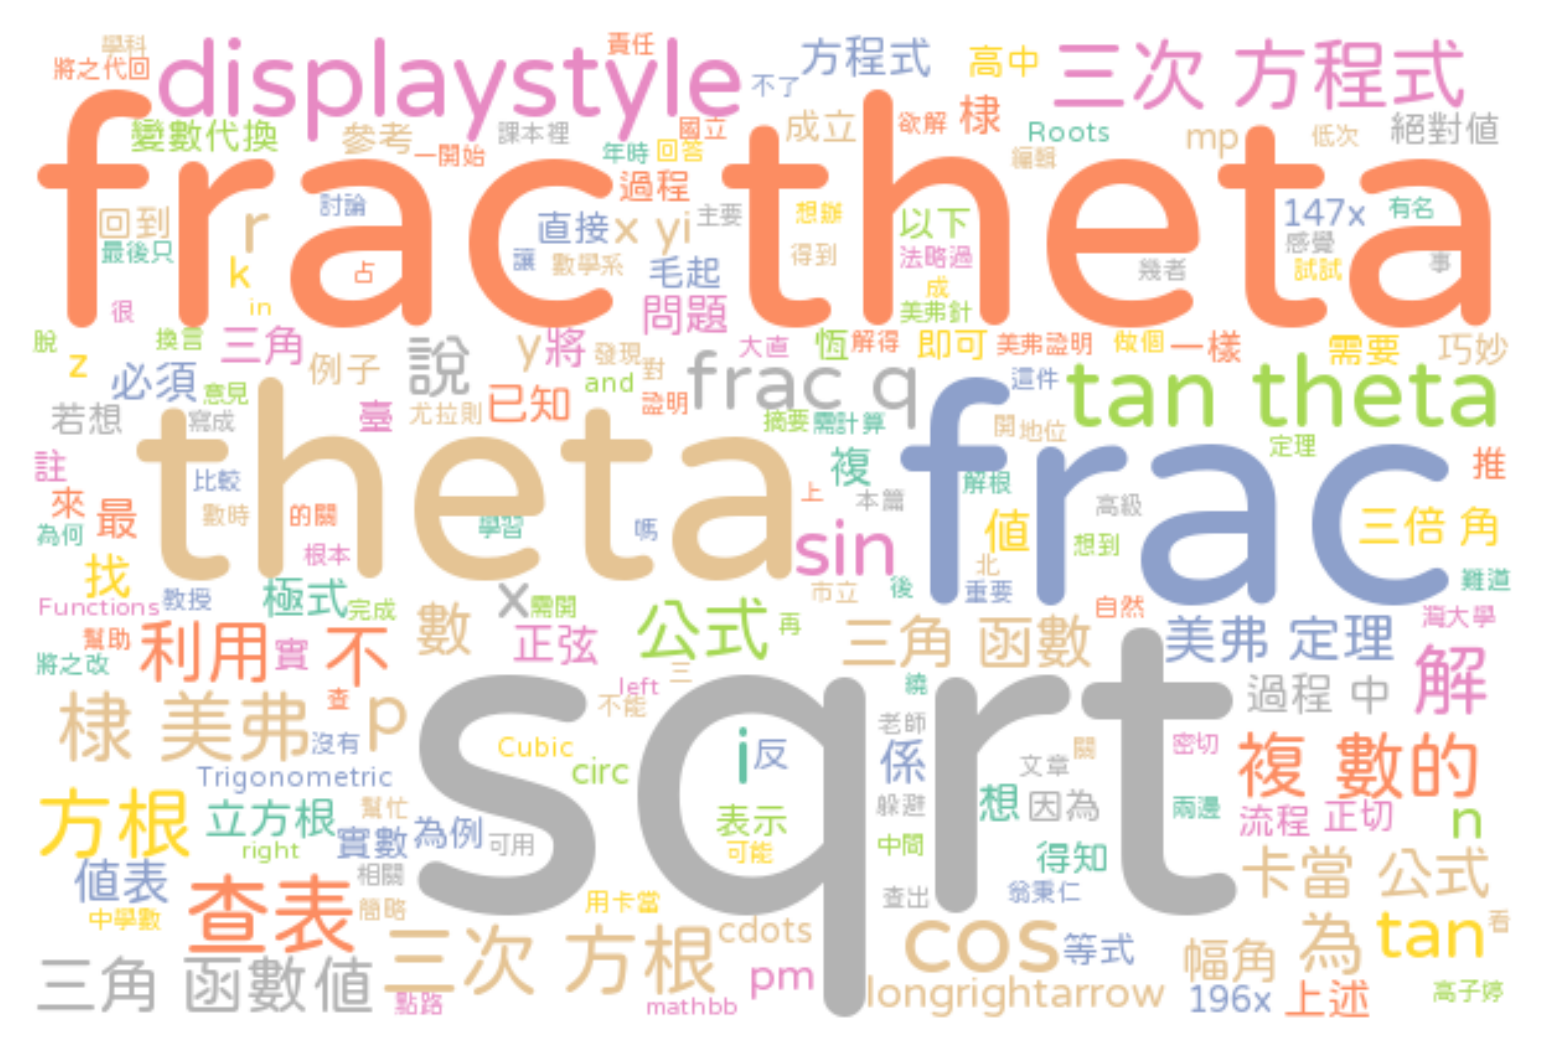 學科
將之代回
displaystyle
責任
不了
方程式
高中
三次 方程式
變數代換
參考
一開始
課本裡
國立
年時
回答
成立
欲解
棣
Roots
編輯
mp
低次
絕對值
frac theta
過程
回到
最後只
r
k
in
很
討論
占
直接
x yi
主要
讓
數學系
毛起
問題
想辦
得到
以下
法略過
成
美弗針
幾者
147x
感覺
試試
有名
事
脫
z
換言
三角
例子
說
y
將
發現
對
大直
恆
解得
即可
美弗證明
做個
一樣
需要
巧妙
必須
意見
若想
寫成
臺
尤拉則
已知
and
證明
frac q
摘要
需計算
這件
tan theta
開
地位
定理
theta frac
註
來
最
為何
比較
數時
的關
根本
學習
嗎
上
複
本篇
sin
解根
值
高級
想到
北
三倍 角
推
難道
找
Functions
教授
極式
完成
數
x
需開
正弦
公式
再
市立
後
重要
自然
三角 函數
美弗 定理
灣大學
解
幫助
將之改
利用
實
不
查
left
三
不能
sqrt
繞
過程 中
棣 美弗
沒有
p
Cubic
circ
i
反
老師
係
文章
關
密切
複 數的
Trigonometric
方根
立方根
幫忙
right
實數
為例
可用
表示
可能
躲避
中間
想
因為
兩邊
流程
正切
n
得知
值表
中學數
查表
相關
簡略
用卡當
查出
翁秉仁
卡當 公式
三角 函數值
三次 方根
cdots
cos
等式
幅角
為
tan
看
點路
mathbb
pm
longrightarrow
196x
上述
高子婷